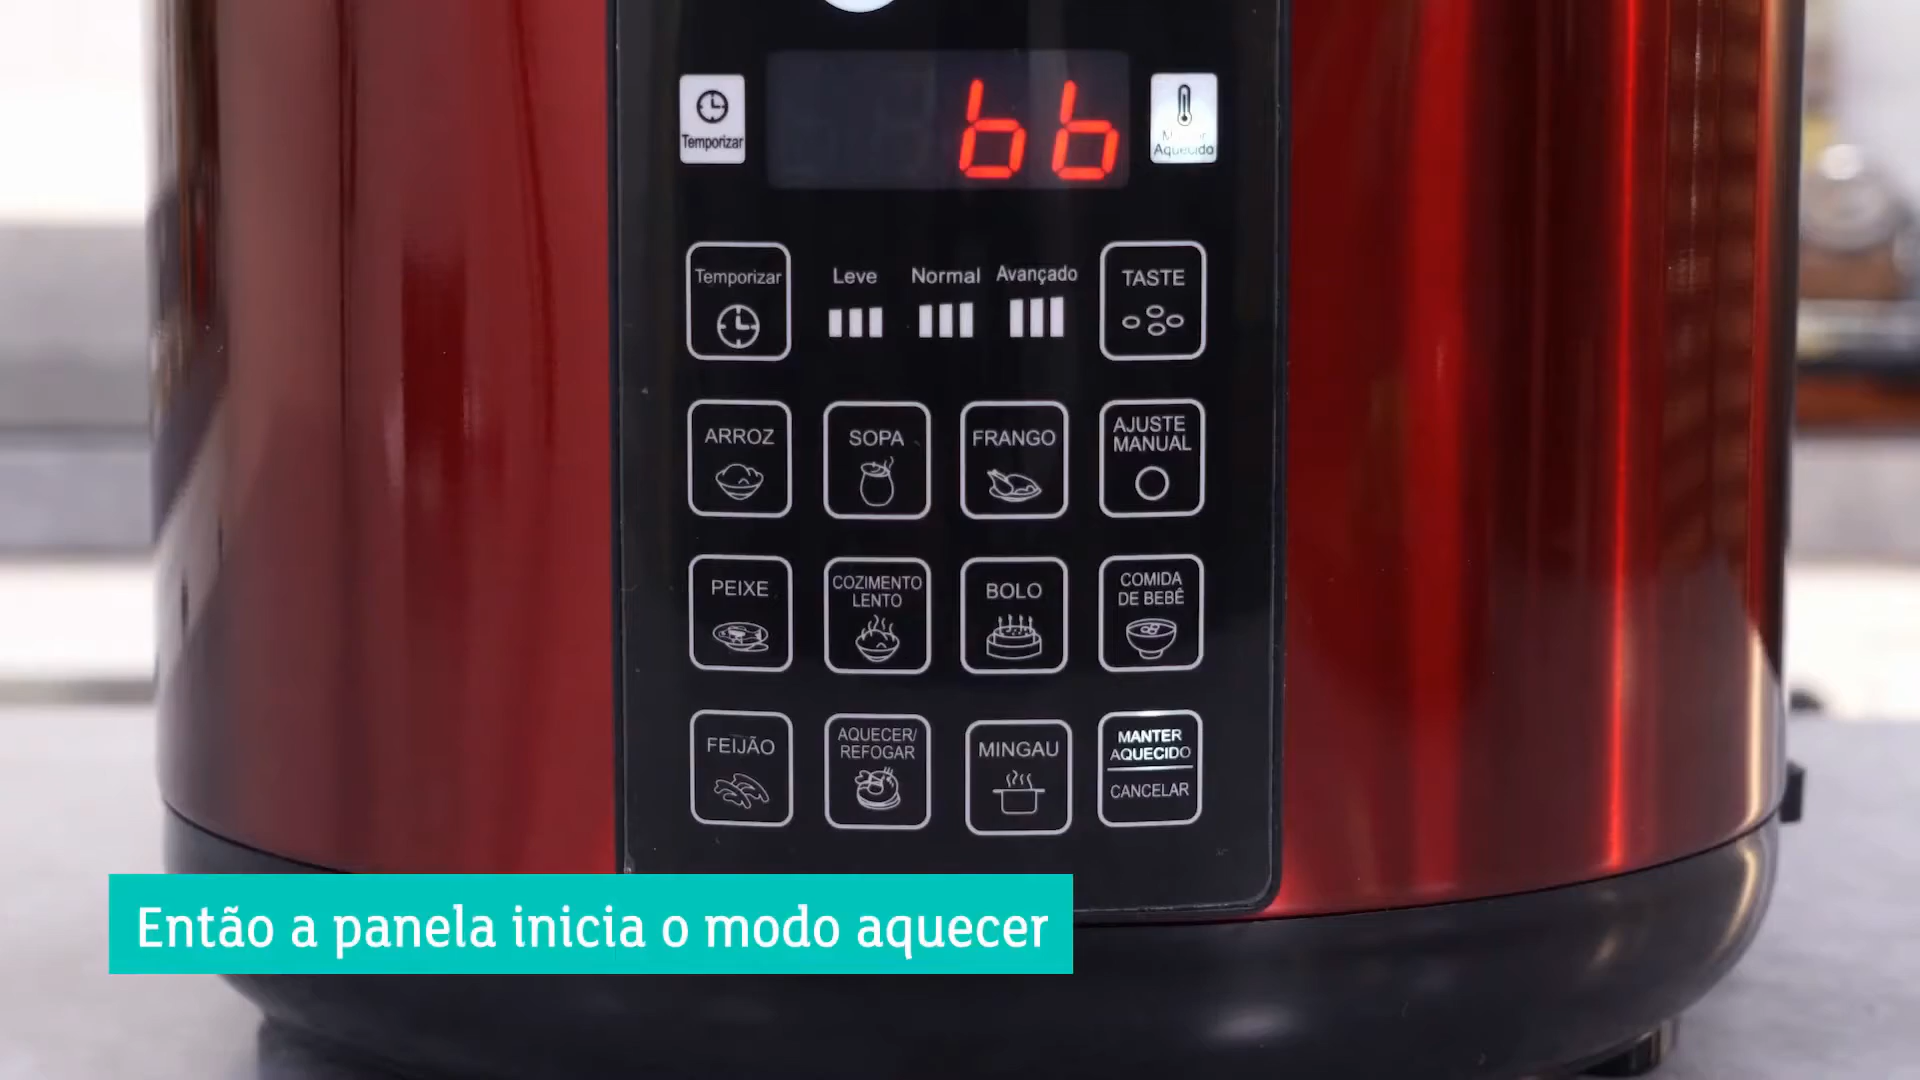 bb
Temporizar
Aquecido
Temporizar
Leve
Normal
Avançado
TASTE
ARROZ
SOPA
FRANGO
AJUSTE
MANUAL
PEIXE
COZIMENTO
LENTO
BOLO
COMIDA
DE BEBÊ
FEIJÃO
AQUECER/
REFOGAR
MINGAU
MANTER
AQUECIDO
CANCELAR
Então a panela inicia o modo aquecer